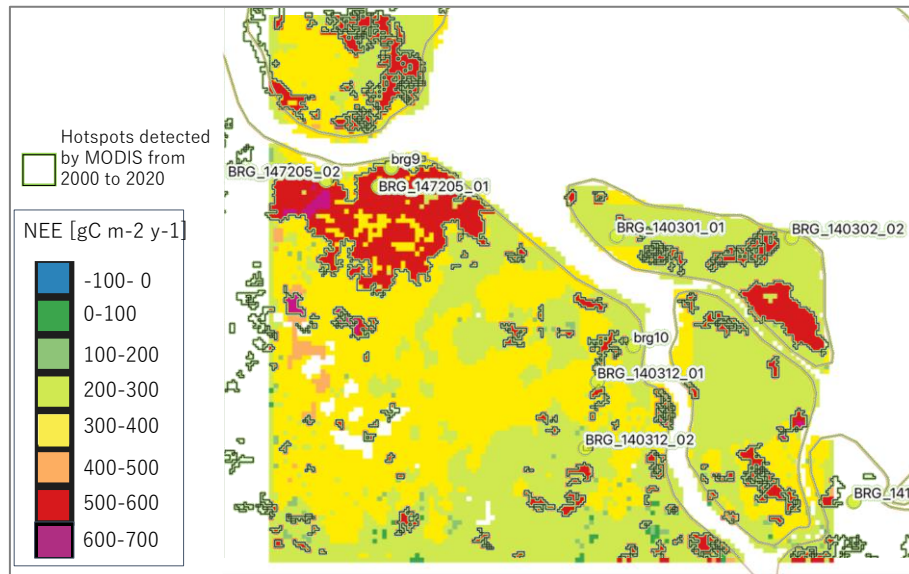 Hotspots detected
by MODIS from
2000 to 2020
NEE [gC m-2 y-1]
-100- 0
0-100
100-200
200-300
300-400
400-500
500-600
600-700
brg9
BRG_147205_02
BRG_147205_01
BRG_140301_01
BRG_140302_02
brg10
BRG_140312_01
BRG_140312_02
BRG_141